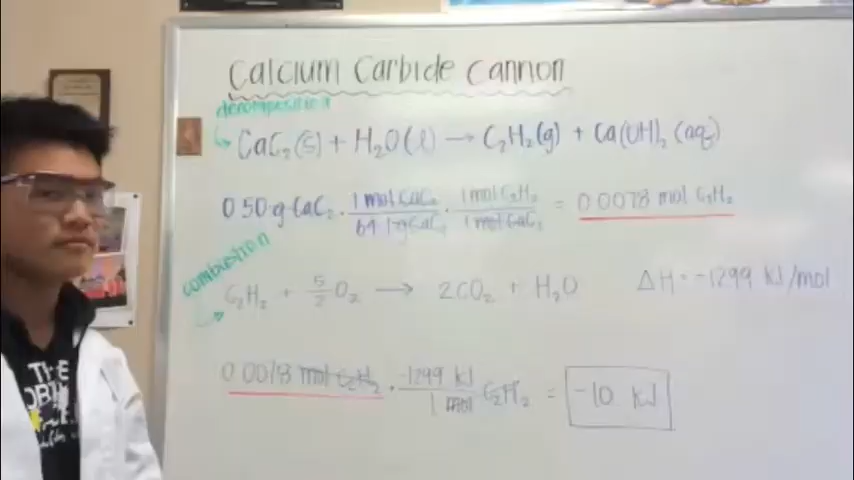 Calcium Carbide Cannon
decomposition
CaC₂(s) + H₂O(l) → C₂H₂(g) + Ca(OH)₂ (aq)
0.50 g CaC₂ · 1 mol CaC₂ / 64.1 g CaC₂ · 1 mol C₂H₂ / 1 mol CaC₂ = 0.0078 mol C₂H₂
combustion
C₂H₂ + 5/2 O₂ → 2CO₂ + H₂O ΔH = -1299 kJ/mol
0.0078 mol C₂H₂ · -1299 kJ / 1 mol C₂H₂ = -10. kJ
THE